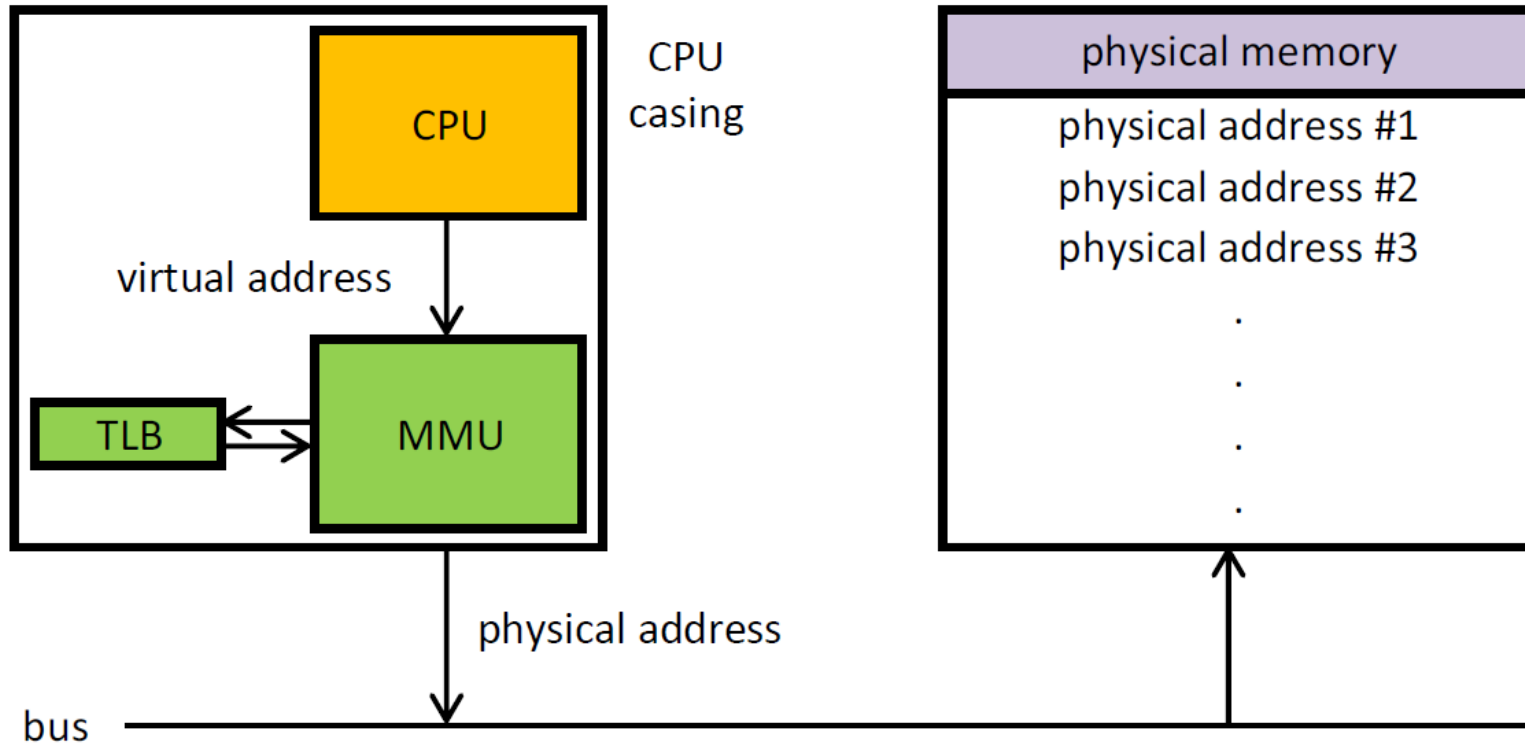 CPU
CPU
casing
virtual address
TLB
MMU
physical address
bus
physical memory
physical address #1
physical address #2
physical address #3
.
.
.
.